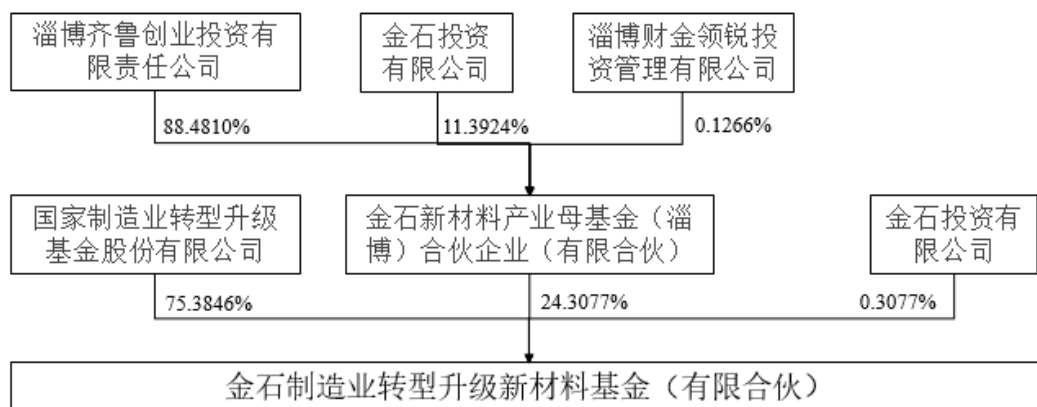 淄博齐鲁创业投资有
限责任公司
金石投资
有限公司
淄博财金领锐投
资管理有限公司
88.4810%
11.3924%
0.1266%
国家制造业转型升级
基金股份有限公司
金石新材料产业母基金（淄
博）合伙企业（有限合伙）
金石投资有
限公司
75.3846%
24.3077%
0.3077%
金石制造业转型升级新材料基金（有限合伙）